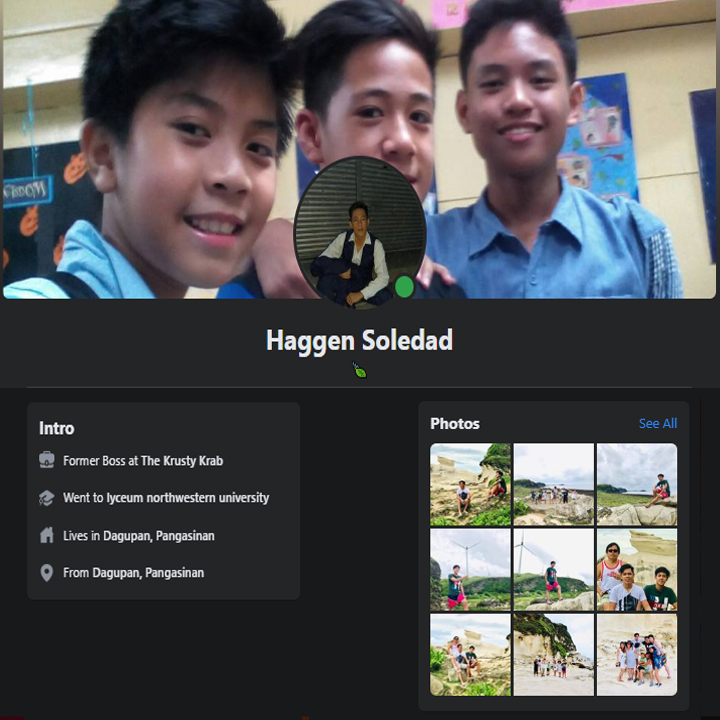 WISDOM
Haggen Soledad
Intro
Former Boss at The Krusty Krab
Went to lyceum northwestern university
Lives in Dagupan, Pangasinan
From Dagupan, Pangasinan
Photos
See All